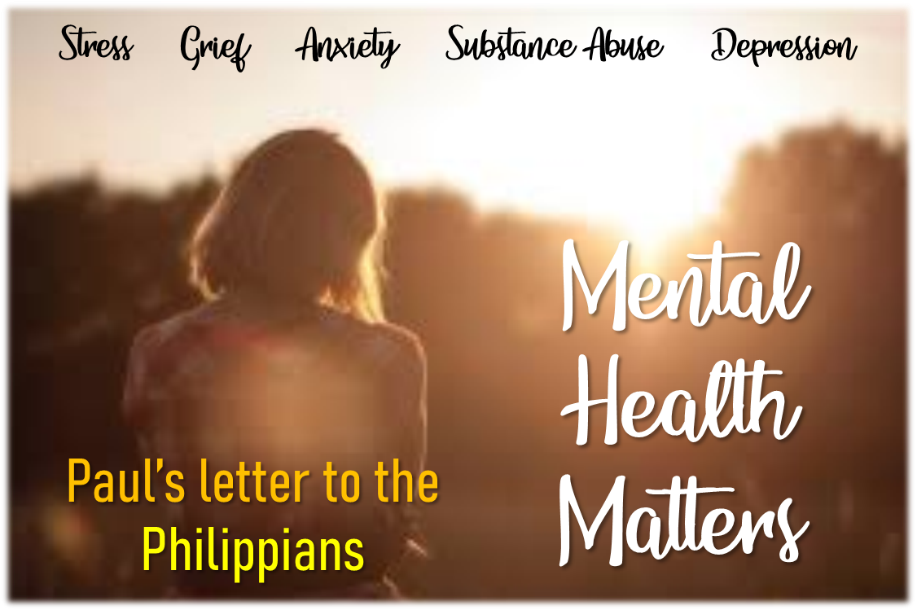 Stress Grief Anxiety Substance Abuse Depression
Mental
Health
Matters
Paul's letter to the
Philippians